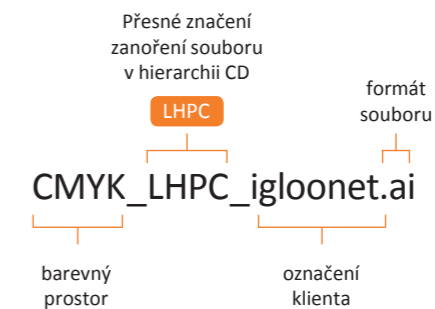 Přesné značení
zanoření souboru
v hierarchii CD
LHPC
formát
souboru
CMYK_LHPC_igloonet.ai
barevný
prostor
označení
klienta